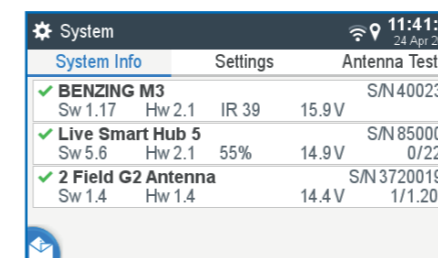 System 11:41:
24 Apr 2
System Info Settings Antenna Test
BENZING M3 S/N 40023
Sw 1.17 Hw 2.1 IR 39 15.9 V
Live Smart Hub 5 S/N 85000
Sw 5.6 Hw 2.1 55% 14.9 V 0/22
2 Field G2 Antenna S/N 3720019
Sw 1.4 Hw 1.4 14.4 V 1/1.20